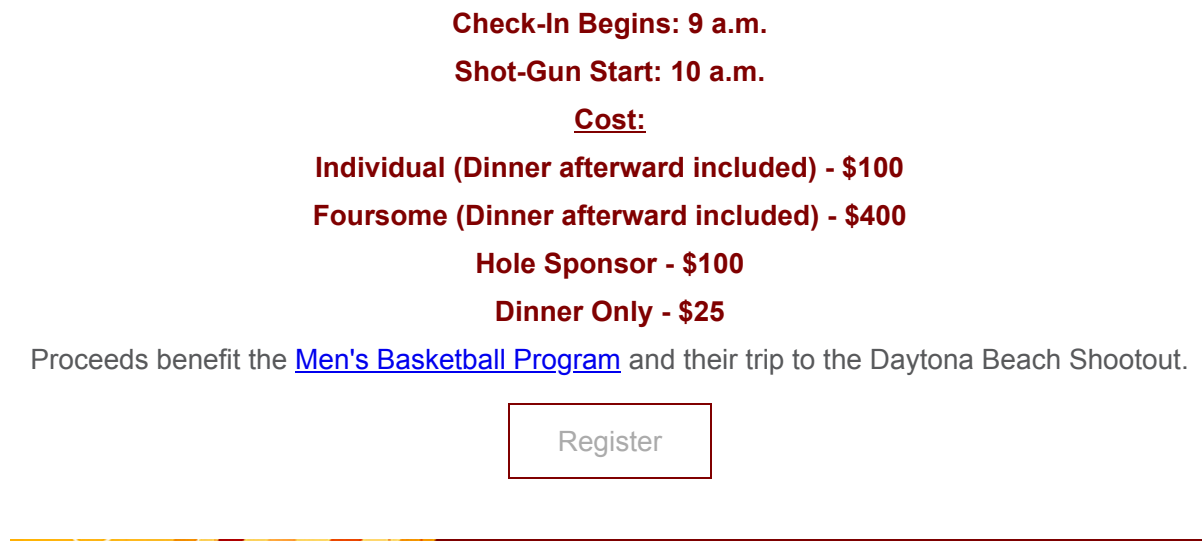 Check-In Begins: 9 a.m.
Shot-Gun Start: 10 a.m.
Cost:
Individual (Dinner afterward included) - $100
Foursome (Dinner afterward included) - $400
Hole Sponsor - $100
Dinner Only - $25
Proceeds benefit the Men's Basketball Program and their trip to the Daytona Beach Shootout.
Register